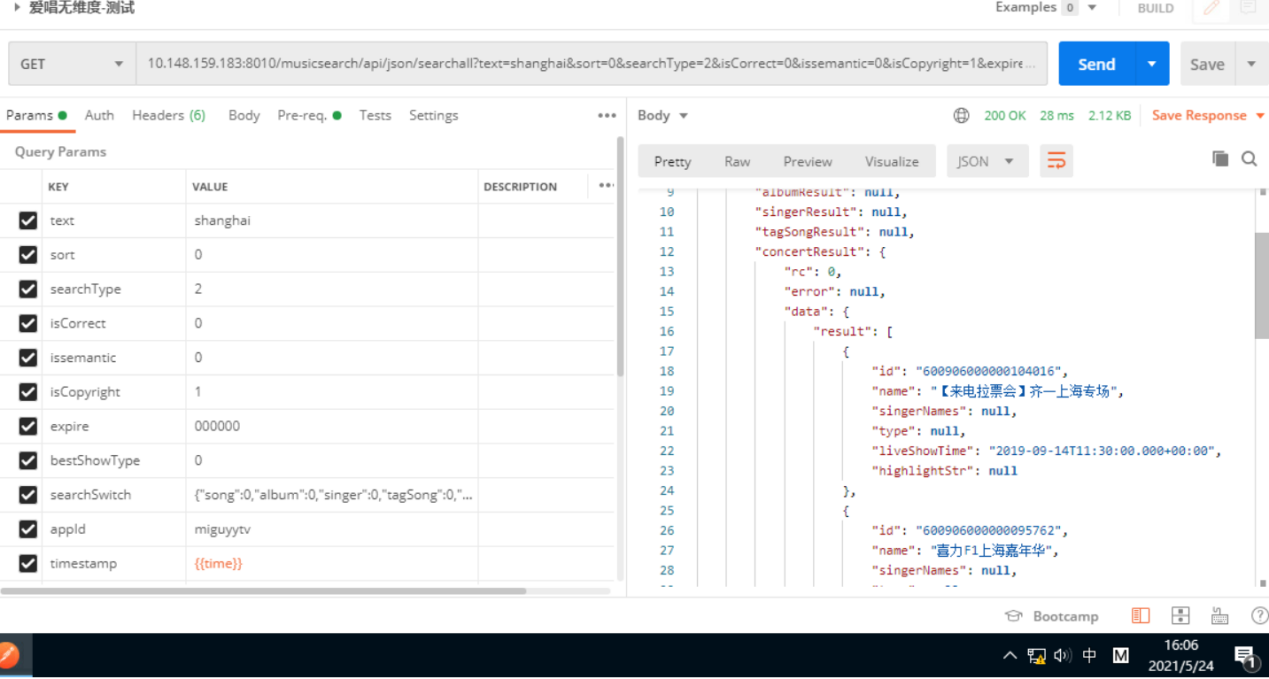 爱唱无维度-测试
Examples 0 BUILD
GET 10.148.159.183:8010/musicsearch/api/json/searchall?text=shanghai&sort=0&searchType=2&isCorrect=0&issemantic=0&isCopyright=1&expire... Send Save
Params Auth Headers (6) Body Pre-req. Tests Settings
Body 200 OK 28 ms 2.12 KB Save Response
Query Params
Pretty Raw Preview Visualize JSON
KEY VALUE DESCRIPTION
text shanghai
sort 0
searchType 2
isCorrect 0
issemantic 0
isCopyright 1
expire 000000
bestShowType 0
searchSwitch {"song":0,"album":0,"singer":0,"tagSong":0,"...
appId miguyytv
timestamp {{time}}
9 "albumResult": null,
10 "singerResult": null,
11 "tagSongResult": null,
12 "concertResult": {
13 "rc": 0,
14 "error": null,
15 "data": {
16 "result": [
17 {
18 "id": "600906000000104016",
19 "name": "【来电拉票会】齐一上海专场",
20 "singerNames": null,
21 "type": null,
22 "liveShowTime": "2019-09-14T11:30:00.000+00:00",
23 "highlightStr": null
24 },
25 {
26 "id": "600906000000095762",
27 "name": "喜力F1上海嘉年华",
28 "singerNames": null,
Bootcamp
中 M 16:06
2021/5/24 1